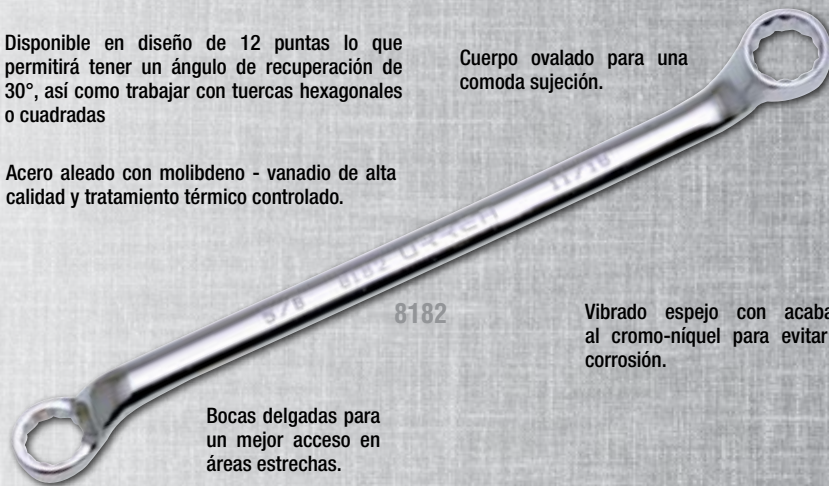 Disponible en diseño de 12 puntas lo que
permitirá tener un ángulo de recuperación de
30°, así como trabajar con tuercas hexagonales
o cuadradas
Cuerpo ovalado para una
comoda sujeción.
Acero aleado con molibdeno - vanadio de alta
calidad y tratamiento térmico controlado.
11/16
5/8 8182 URREA
8182
Vibrado espejo con acaba
al cromo-níquel para evitar
corrosión.
Bocas delgadas para
un mejor acceso en
áreas estrechas.